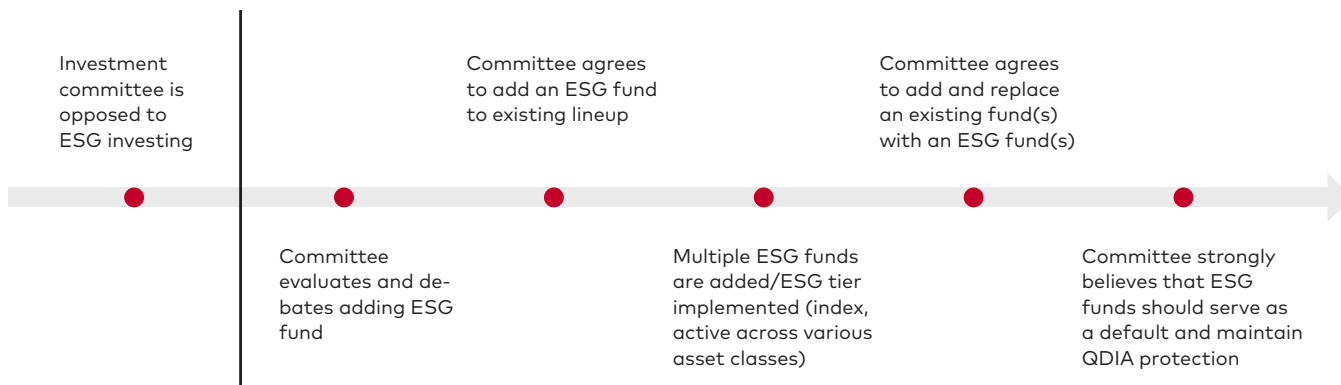 Investment
committee is
opposed to
ESG investing
Committee
evaluates and de-
bates adding ESG
fund
Committee agrees
to add an ESG fund
to existing lineup
Multiple ESG funds
are added/ESG tier
implemented (index,
active across various
asset classes)
Committee agrees
to add and replace
an existing fund(s)
with an ESG fund(s)
Committee strongly
believes that ESG
funds should serve as
a default and maintain
QDIA protection